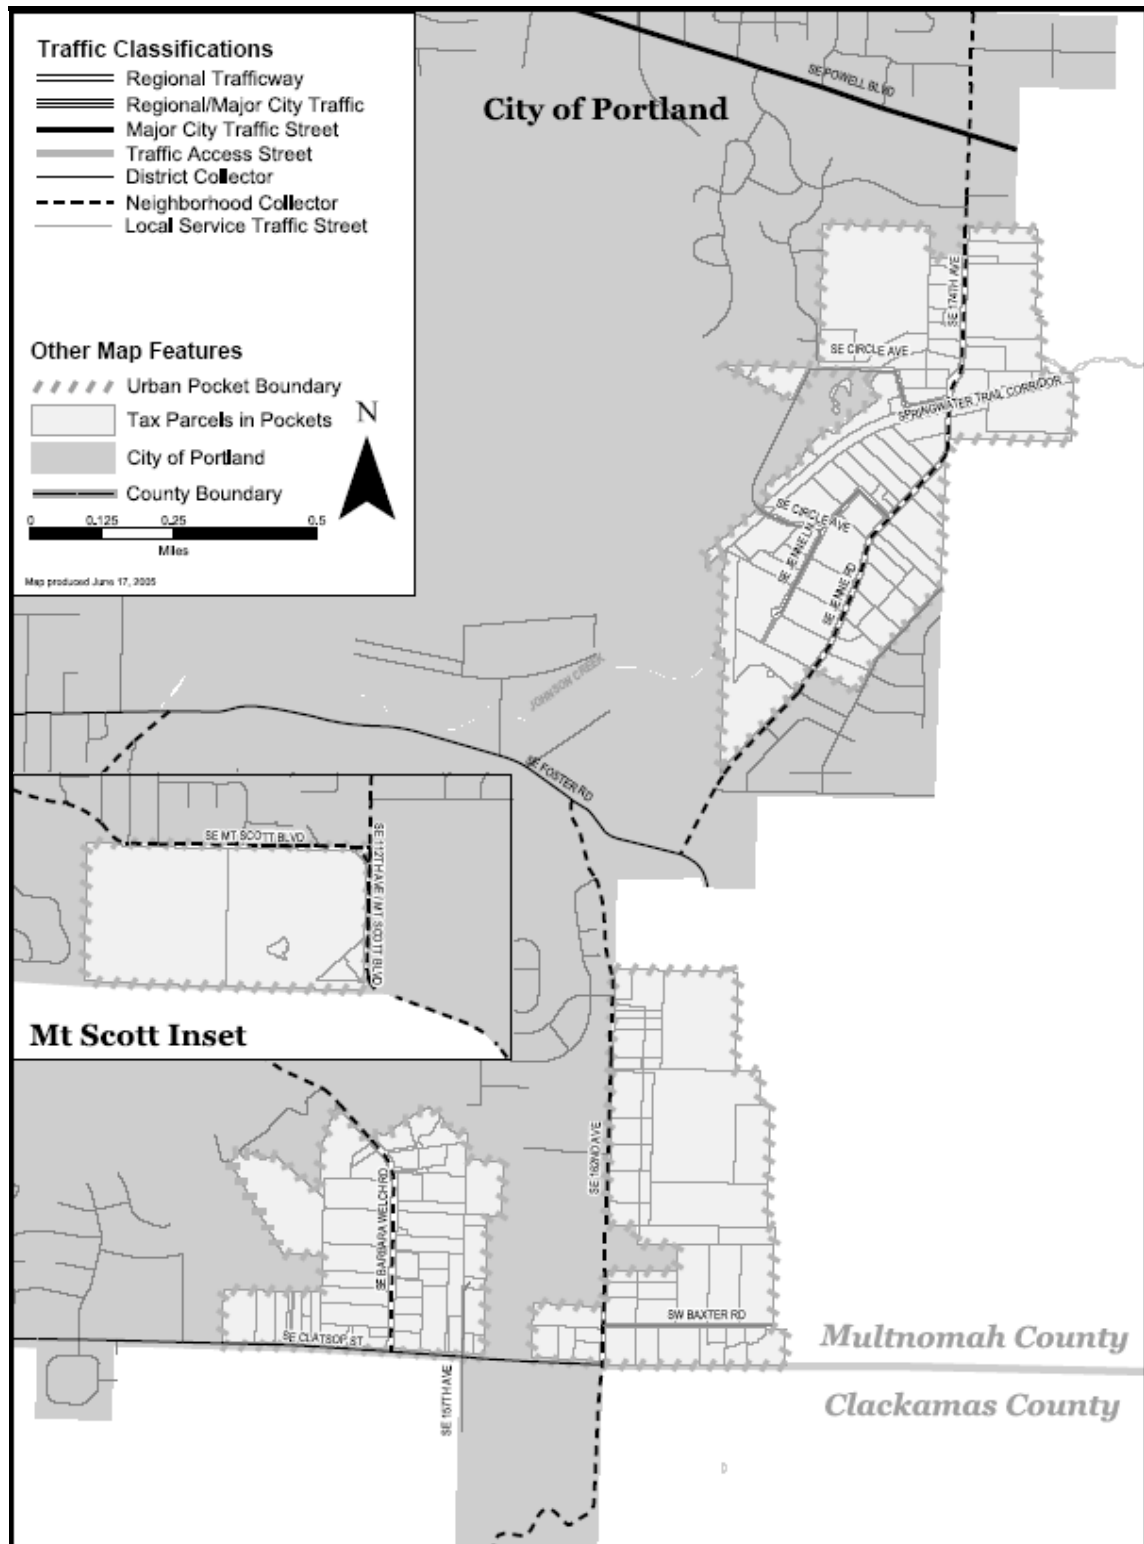 Traffic Classifications
Regional Trafficway
Regional/Major City Traffic
Major City Traffic Street
Traffic Access Street
District Collector
Neighborhood Collector
Local Service Traffic Street
Other Map Features
Urban Pocket Boundary
Tax Parcels in Pockets
City of Portland
County Boundary
N
0 0.125 0.25 0.5
Miles
Map produced June 17, 2005
City of Portland
SE POWELL BLVD
SE 174TH AVE
SE CIRCLE AVE
SPRINGWATER TRAIL CORRIDOR
SE CIRCLE AVE
SE JENNE LN
SE JENNE RD
JOHNSON CREEK
SE FOSTER RD
SE MT SCOTT BLVD
SE 112TH AVE / MT SCOTT BLVD
Mt Scott Inset
SE 162ND AVE
SE BARBARA WELCH RD
SE CLATSOP ST
SE 157TH AVE
SW BAXTER RD
Multnomah County
Clackamas County